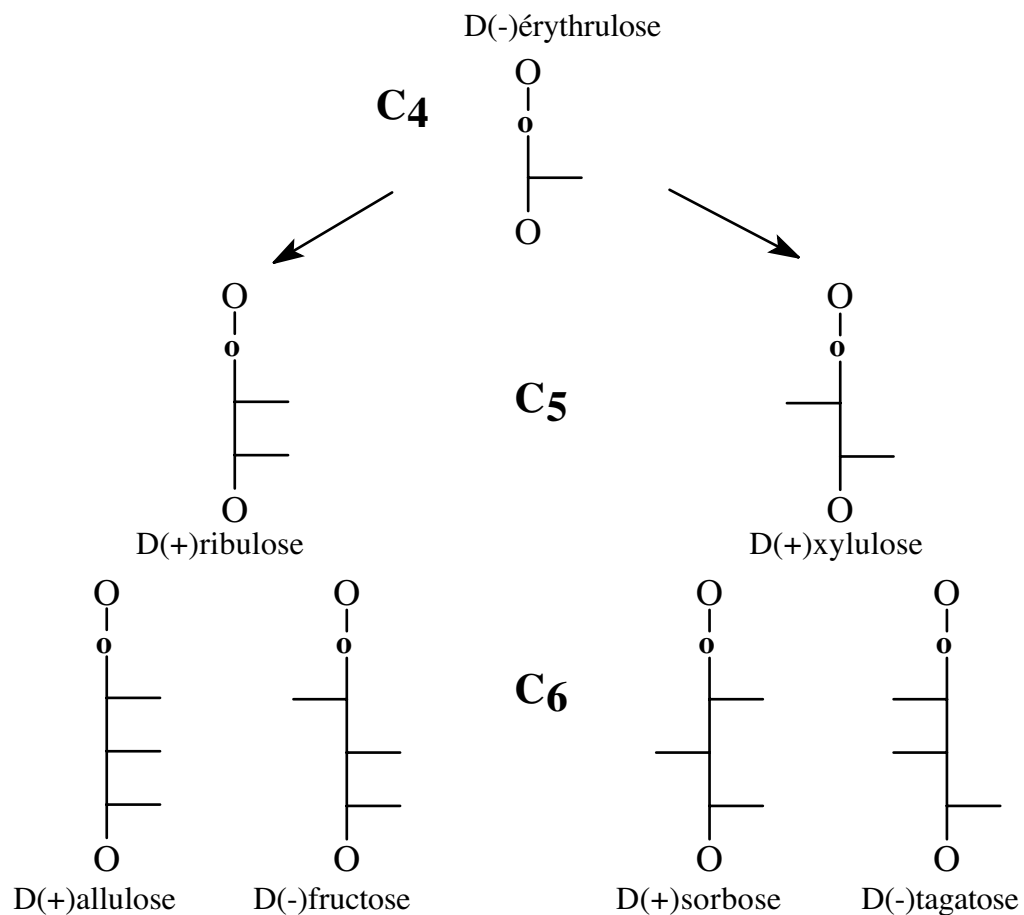 D(-)érythrulose
O
C4
o
O
O
O
o
o
C5
O
O
D(+)ribulose
D(+)xylulose
O
O
O
O
o
o
o
o
C6
O
O
O
O
D(+)allulose
D(-)fructose
D(+)sorbose
D(-)tagatose